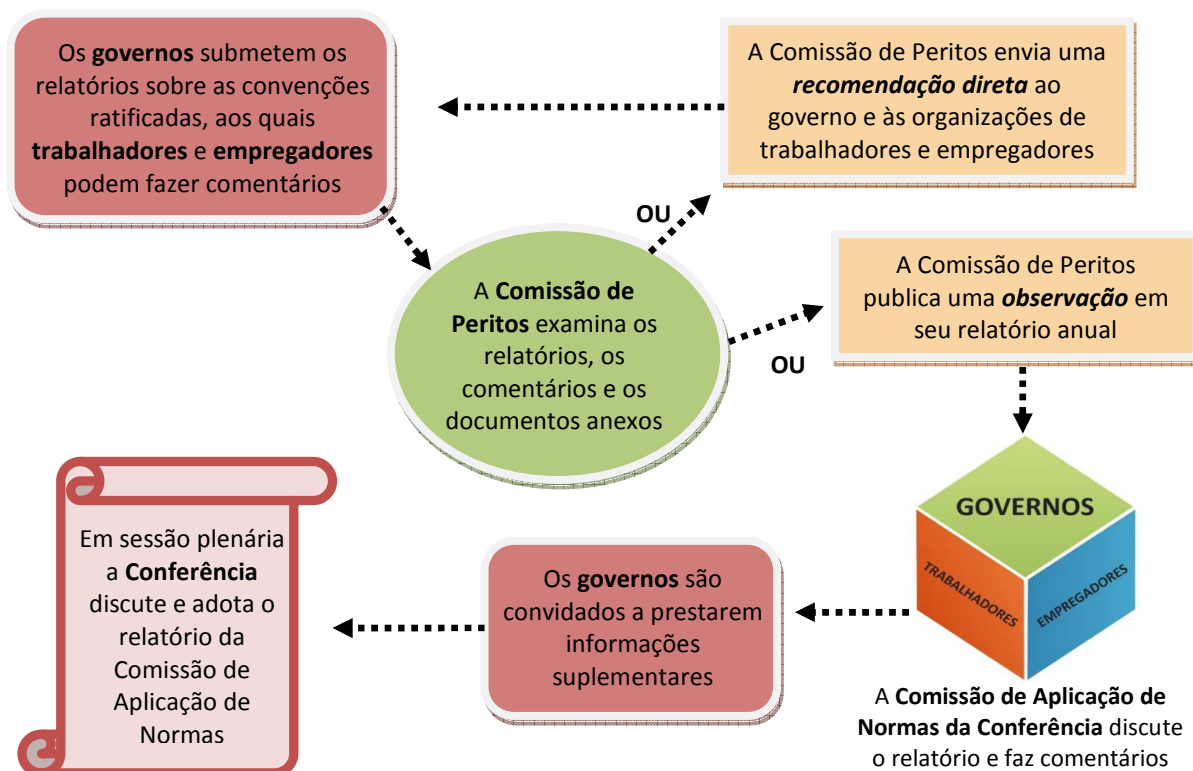 Os governos submetem os
relatórios sobre as convenções
ratificadas, aos quais
trabalhadores e empregadores
podem fazer comentários
A Comissão de Peritos envia uma
recomendação direta ao
governo e às organizações de
trabalhadores e empregadores
OU
A Comissão de
Peritos examina os
relatórios, os
comentários e os
documentos anexos
OU
A Comissão de Peritos
publica uma observação em
seu relatório anual
GOVERNOS
TRABALHADORES
EMPREGADORES
A Comissão de Aplicação de
Normas da Conferência discute
o relatório e faz comentários
Os governos são
convidados a prestarem
informações
suplementares
Em sessão plenária
a Conferência
discute e adota o
relatório da
Comissão de
Aplicação de
Normas